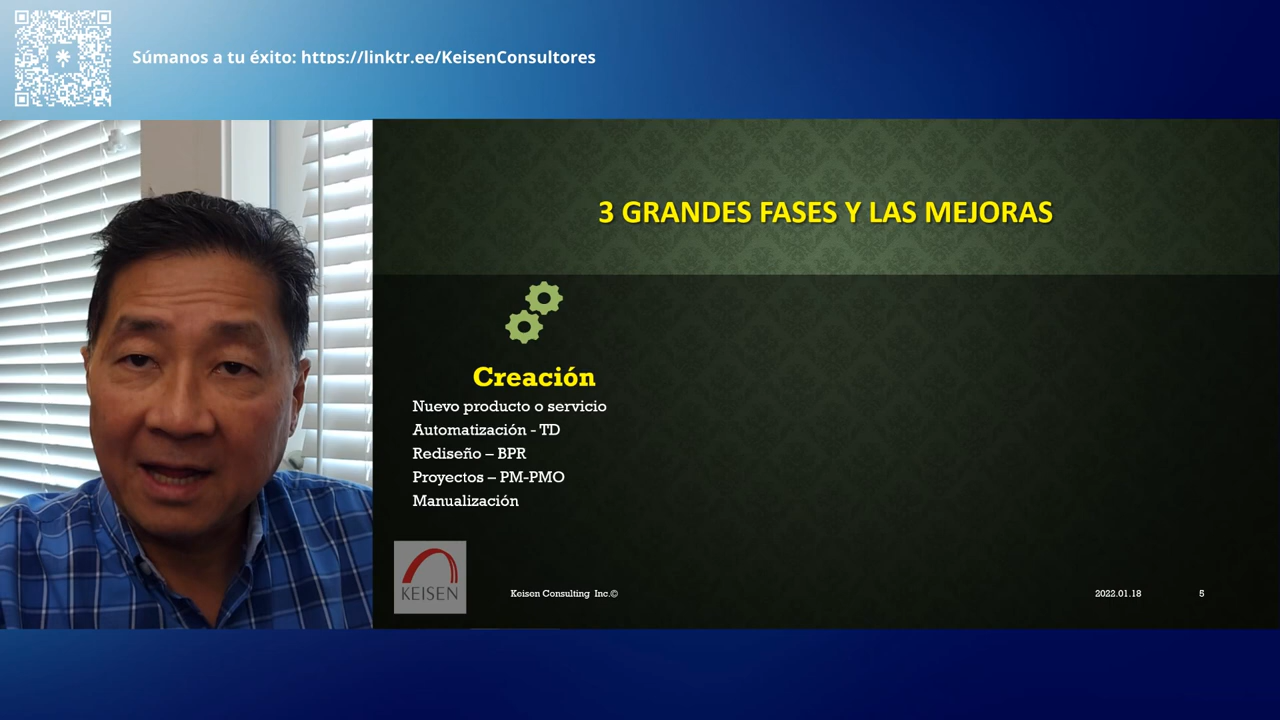 Súmanos a tu éxito: https://linktr.ee/KeisenConsultores
3 GRANDES FASES Y LAS MEJORAS
Creación
Nuevo producto o servicio
Automatización - TD
Rediseño – BPR
Proyectos – PM-PMO
Manualización
KEISEN
Keisen Consulting Inc.©
2022.01.18
5